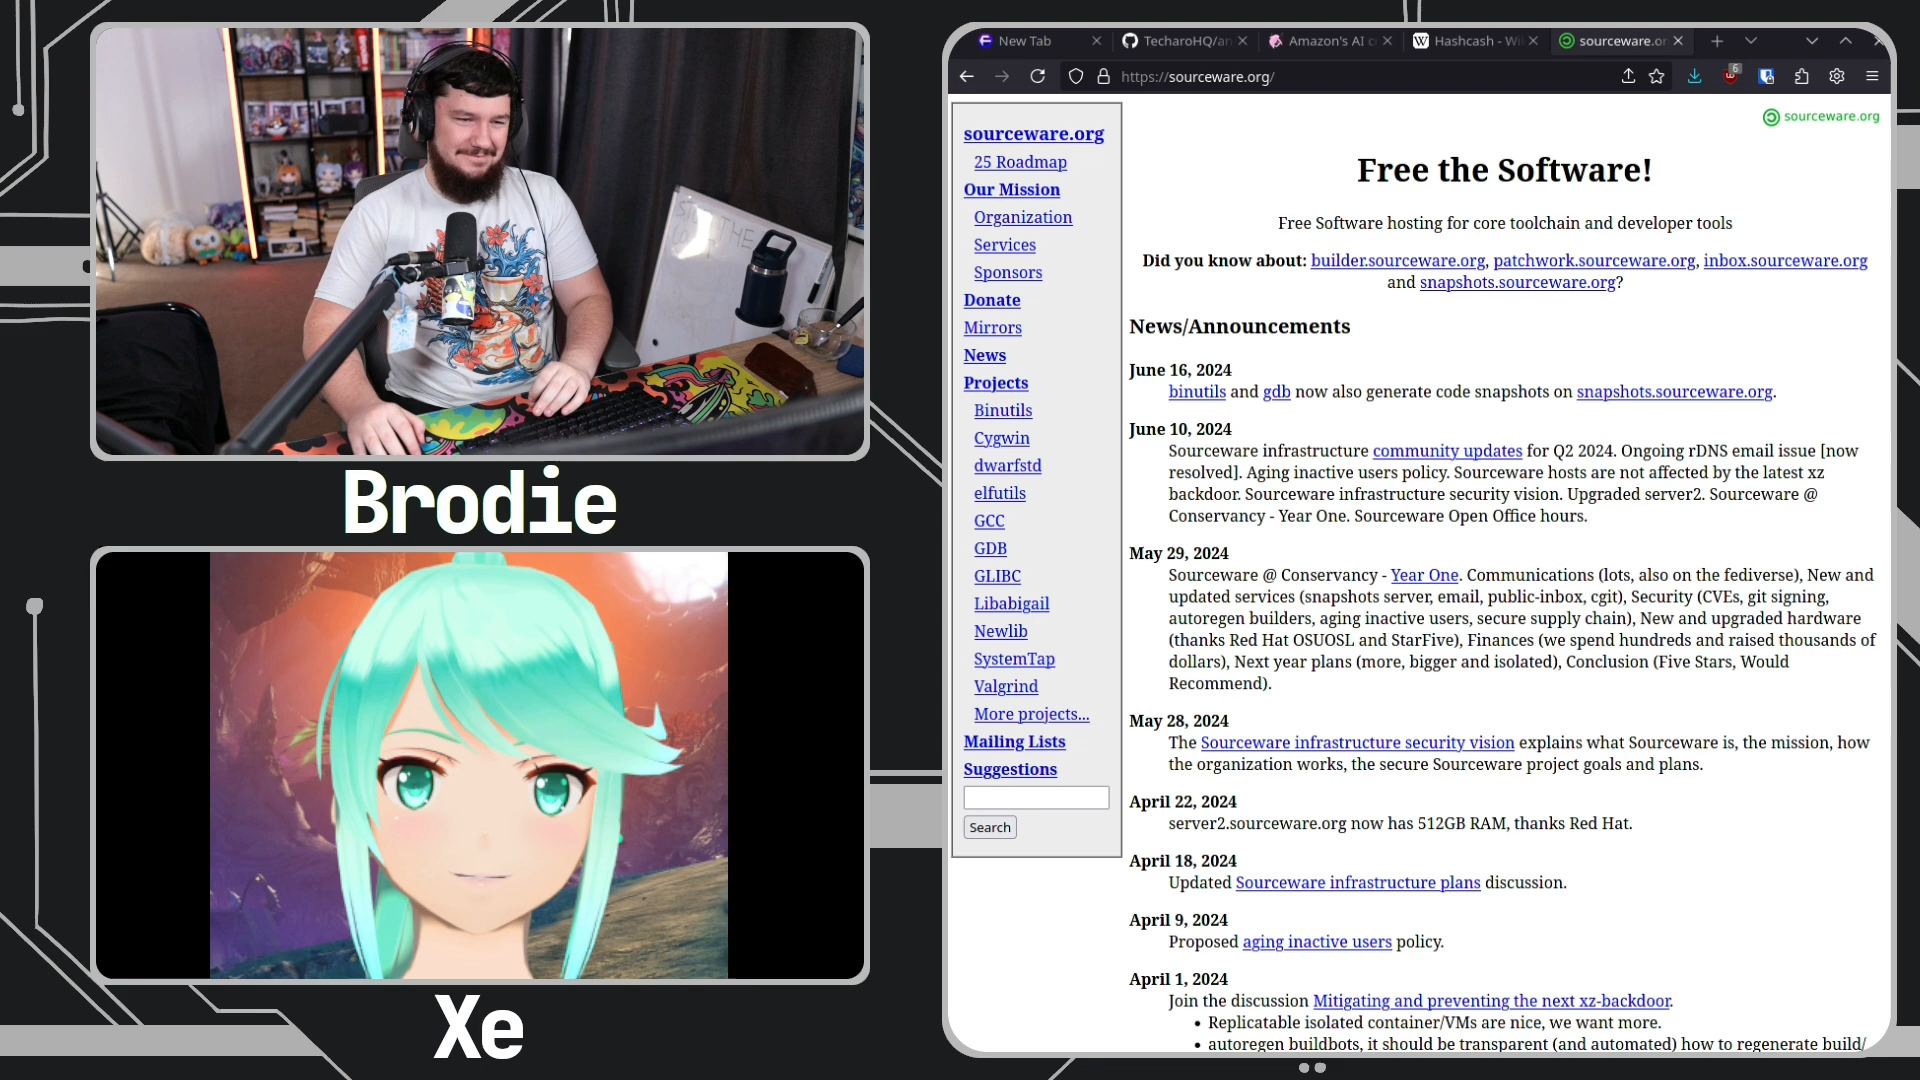 Brodie
Xe
New Tab
TecharoHQ/an
Amazon's AI c
Hashcash - Wi
sourceware.or
https://sourceware.org/
6
sourceware.org
25 Roadmap
Our Mission
Organization
Services
Sponsors
Donate
Mirrors
News
Projects
Binutils
Cygwin
dwarfstd
elfutils
GCC
GDB
GLIBC
Libabigail
Newlib
SystemTap
Valgrind
More projects...
Mailing Lists
Suggestions
Search
sourceware.org
Free the Software!
Free Software hosting for core toolchain and developer tools
Did you know about: builder.sourceware.org, patchwork.sourceware.org, inbox.sourceware.org
and snapshots.sourceware.org?
News/Announcements
June 16, 2024
binutils and gdb now also generate code snapshots on snapshots.sourceware.org.
June 10, 2024
Sourceware infrastructure community updates for Q2 2024. Ongoing rDNS email issue [now
resolved]. Aging inactive users policy. Sourceware hosts are not affected by the latest xz
backdoor. Sourceware infrastructure security vision. Upgraded server2. Sourceware @
Conservancy - Year One. Sourceware Open Office hours.
May 29, 2024
Sourceware @ Conservancy - Year One. Communications (lots, also on the fediverse), New and
updated services (snapshots server, email, public-inbox, cgit), Security (CVEs, git signing,
autoregen builders, aging inactive users, secure supply chain), New and upgraded hardware
(thanks Red Hat OSUOSL and StarFive), Finances (we spend hundreds and raised thousands of
dollars), Next year plans (more, bigger and isolated), Conclusion (Five Stars, Would
Recommend).
May 28, 2024
The Sourceware infrastructure security vision explains what Sourceware is, the mission, how
the organization works, the secure Sourceware project goals and plans.
April 22, 2024
server2.sourceware.org now has 512GB RAM, thanks Red Hat.
April 18, 2024
Updated Sourceware infrastructure plans discussion.
April 9, 2024
Proposed aging inactive users policy.
April 1, 2024
Join the discussion Mitigating and preventing the next xz-backdoor.
• Replicatable isolated container/VMs are nice, we want more.
• autoregen buildbots, it should be transparent (and automated) how to regenerate build/